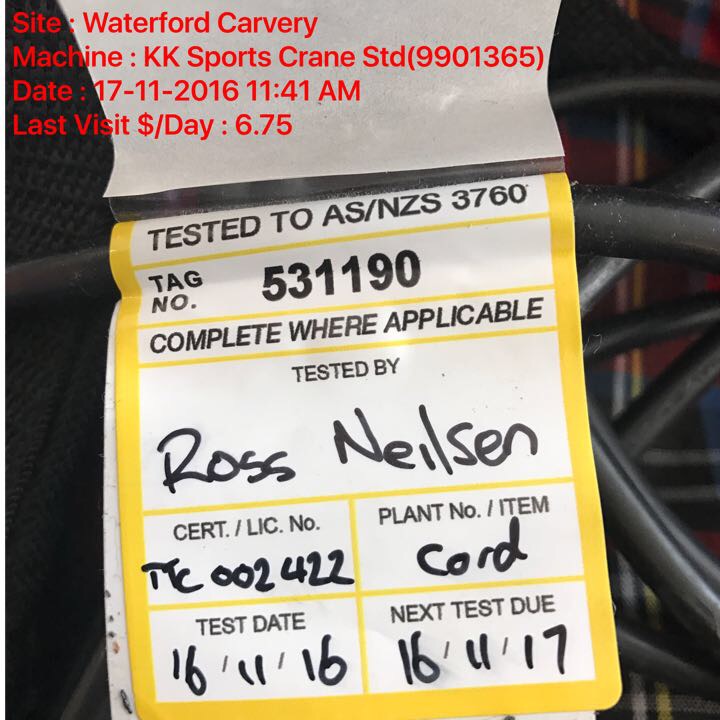 Site : Waterford Carvery
Machine : KK Sports Crane Std(9901365)
Date : 17-11-2016 11:41 AM
Last Visit $/Day : 6.75
TESTED TO AS/NZS 3760
TAG NO. 531190
COMPLETE WHERE APPLICABLE
TESTED BY
Ross Neilsen
CERT. / LIC. No.
TTC 002422
PLANT No. / ITEM
Cord
TEST DATE
16/11/16
NEXT TEST DUE
16/11/17